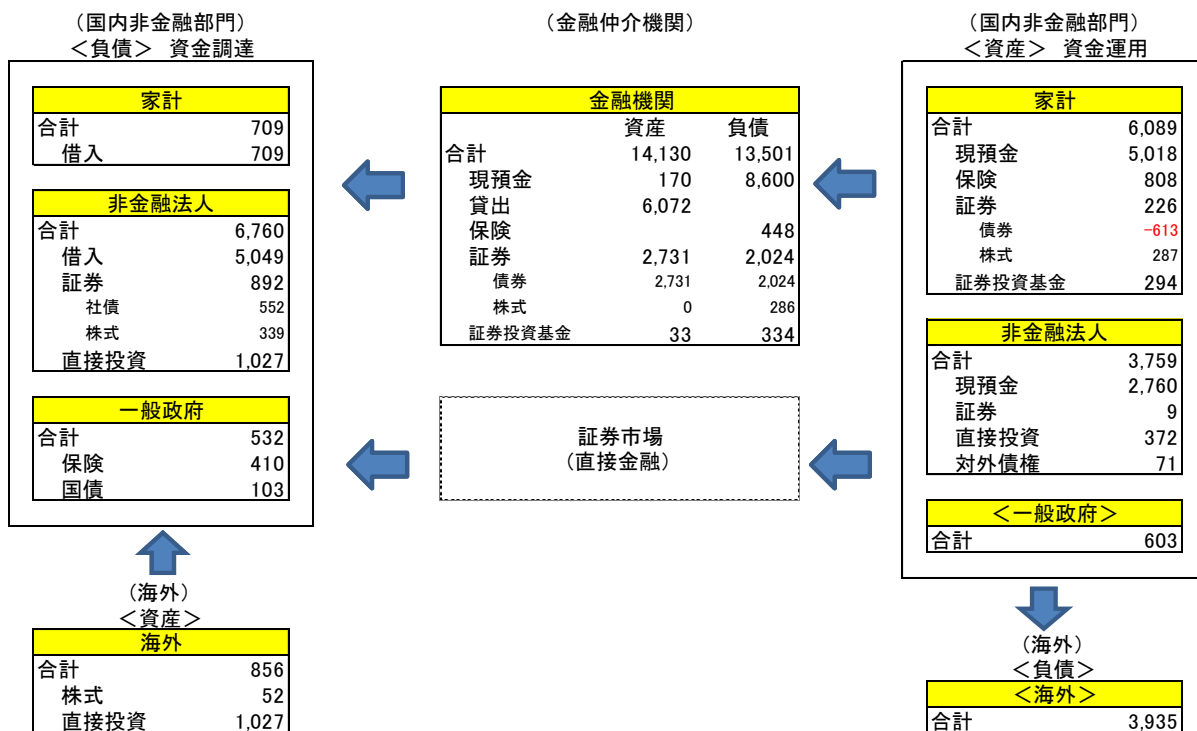 (国内非金融部門)
<負債> 資金調達
家計
合計 709
借入 709
非金融法人
合計 6,760
借入 5,049
証券 892
社債 552
株式 339
直接投資 1,027
一般政府
合計 532
保険 410
国債 103
(海外)
<資産>
海外
合計 856
株式 52
直接投資 1,027
(金融仲介機関)
金融機関
資産 負債
合計 14,130 13,501
現預金 170 8,600
貸出 6,072
保険 448
証券 2,731 2,024
債券 2,731 2,024
株式 0 286
証券投資基金 33 334
証券市場
(直接金融)
(国内非金融部門)
<資産> 資金運用
家計
合計 6,089
現預金 5,018
保険 808
証券 226
債券 -613
株式 287
証券投資基金 294
非金融法人
合計 3,759
現預金 2,760
証券 9
直接投資 372
対外債権 71
<一般政府>
合計 603
(海外)
<負債>
<海外>
合計 3,935